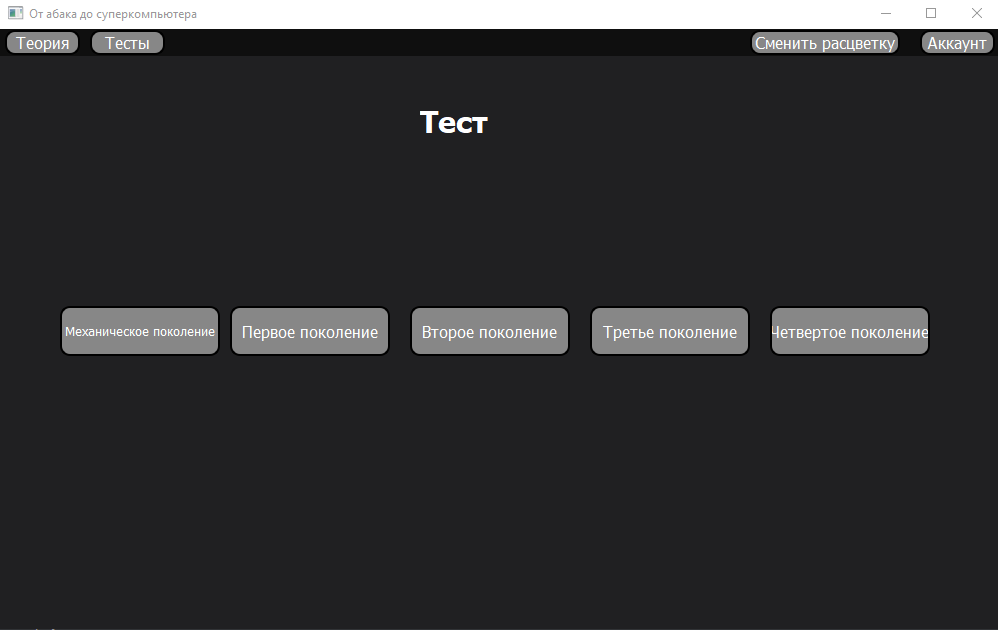 От абака до суперкомпьютера
Теория Тесты Сменить расцветку Аккаунт
Тест
Механическое поколение Первое поколение Второе поколение Третье поколение Четвертое поколение